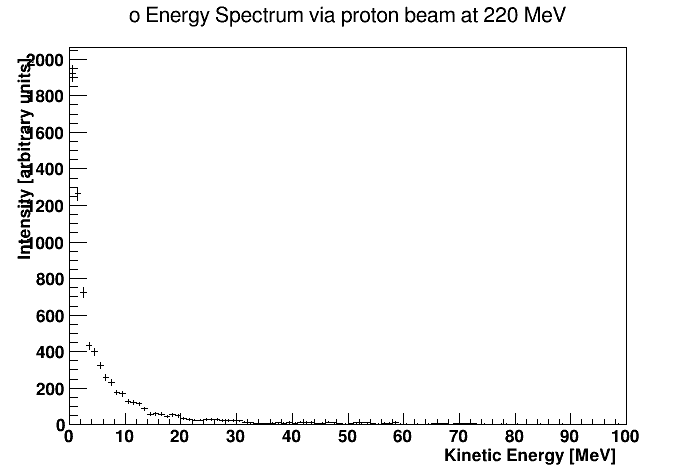 o Energy Spectrum via proton beam at 220 MeV
Intensity [arbitrary units]
2000
1800
1600
1400
1200
1000
800
600
400
200
0
0 10 20 30 40 50 60 70 80 90 100
Kinetic Energy [MeV]